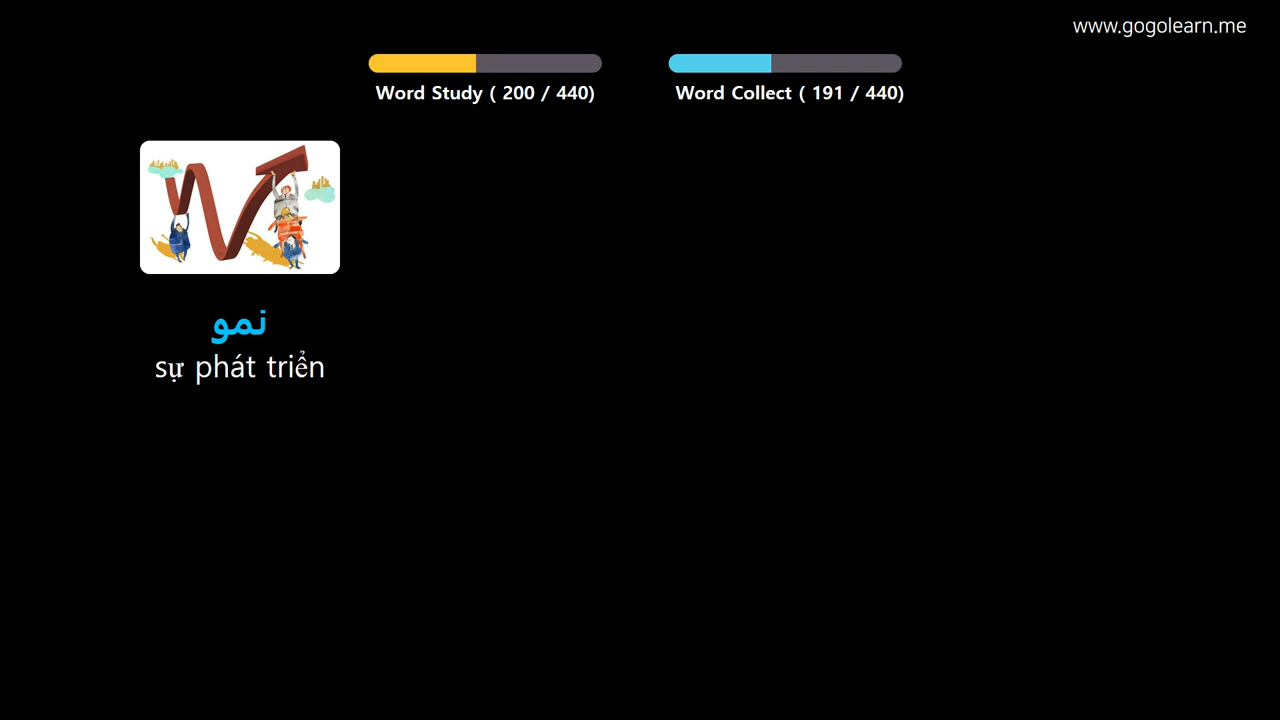 www.gogolearn.me
Word Study ( 200 / 440)
Word Collect ( 191 / 440)
نمو
sự phát triển